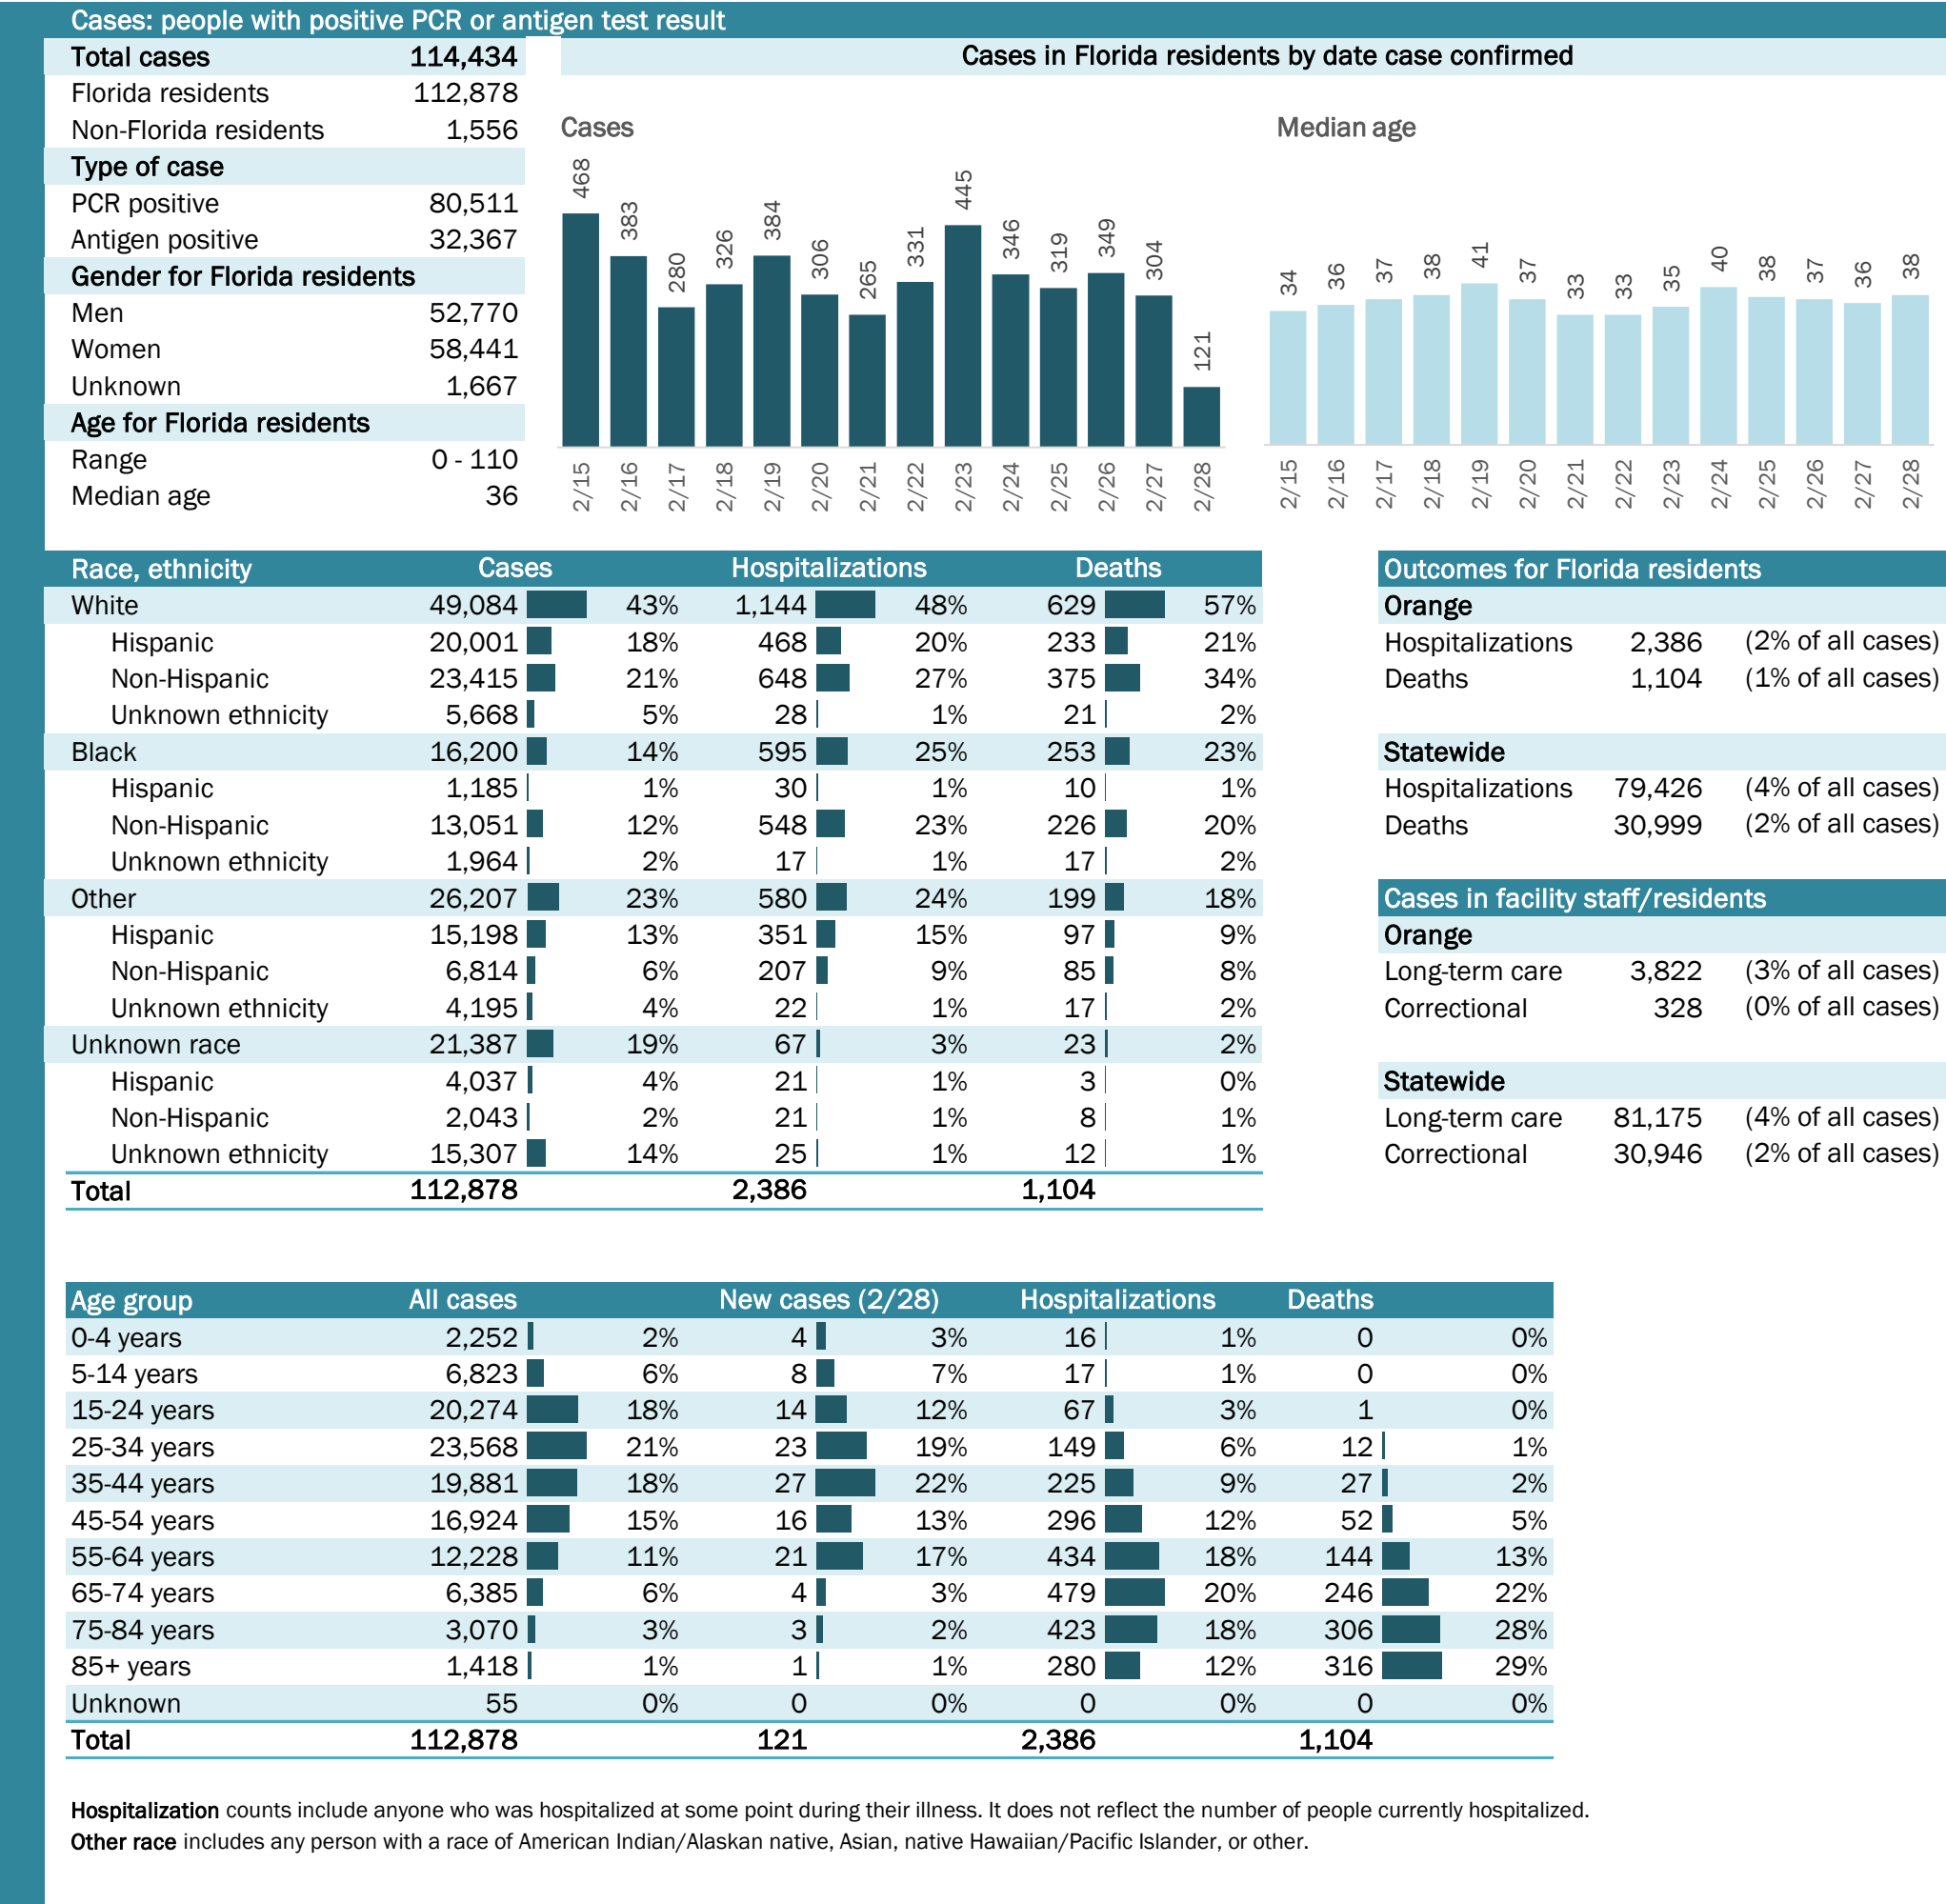 Cases: people with positive PCR or antigen test result
Total cases 114,434
Florida residents 112,878
Non-Florida residents 1,556
Type of case
PCR positive 80,511
Antigen positive 32,367
Gender for Florida residents
Men 52,770
Women 58,441
Unknown 1,667
Age for Florida residents
Range 0 - 110
Median age 36
Cases in Florida residents by date case confirmed
Cases
468 383 280 326 384 306 265 331 445 346 319 349 304 121
2/15 2/16 2/17 2/18 2/19 2/20 2/21 2/22 2/23 2/24 2/25 2/26 2/27 2/28
Median age
34 36 37 38 41 37 33 33 35 40 38 37 36 38
2/15 2/16 2/17 2/18 2/19 2/20 2/21 2/22 2/23 2/24 2/25 2/26 2/27 2/28
Race, ethnicity Cases Hospitalizations Deaths
White 49,084 43% 1,144 48% 629 57%
Hispanic 20,001 18% 468 20% 233 21%
Non-Hispanic 23,415 21% 648 27% 375 34%
Unknown ethnicity 5,668 5% 28 1% 21 2%
Black 16,200 14% 595 25% 253 23%
Hispanic 1,185 1% 30 1% 10 1%
Non-Hispanic 13,051 12% 548 23% 226 20%
Unknown ethnicity 1,964 2% 17 1% 17 2%
Other 26,207 23% 580 24% 199 18%
Hispanic 15,198 13% 351 15% 97 9%
Non-Hispanic 6,814 6% 207 9% 85 8%
Unknown ethnicity 4,195 4% 22 1% 17 2%
Unknown race 21,387 19% 67 3% 23 2%
Hispanic 4,037 4% 21 1% 3 0%
Non-Hispanic 2,043 2% 21 1% 8 1%
Unknown ethnicity 15,307 14% 25 1% 12 1%
Total 112,878 2,386 1,104
Outcomes for Florida residents
Orange
Hospitalizations 2,386 (2% of all cases)
Deaths 1,104 (1% of all cases)
Statewide
Hospitalizations 79,426 (4% of all cases)
Deaths 30,999 (2% of all cases)
Cases in facility staff/residents
Orange
Long-term care 3,822 (3% of all cases)
Correctional 328 (0% of all cases)
Statewide
Long-term care 81,175 (4% of all cases)
Correctional 30,946 (2% of all cases)
Age group All cases New cases (2/28) Hospitalizations Deaths
0-4 years 2,252 2% 4 3% 16 1% 0 0%
5-14 years 6,823 6% 8 7% 17 1% 0 0%
15-24 years 20,274 18% 14 12% 67 3% 1 0%
25-34 years 23,568 21% 23 19% 149 6% 12 1%
35-44 years 19,881 18% 27 22% 225 9% 27 2%
45-54 years 16,924 15% 16 13% 296 12% 52 5%
55-64 years 12,228 11% 21 17% 434 18% 144 13%
65-74 years 6,385 6% 4 3% 479 20% 246 22%
75-84 years 3,070 3% 3 2% 423 18% 306 28%
85+ years 1,418 1% 1 1% 280 12% 316 29%
Unknown 55 0% 0 0% 0 0% 0 0%
Total 112,878 121 2,386 1,104
Hospitalization counts include anyone who was hospitalized at some point during their illness. It does not reflect the number of people currently hospitalized.
Other race includes any person with a race of American Indian/Alaskan native, Asian, native Hawaiian/Pacific Islander, or other.